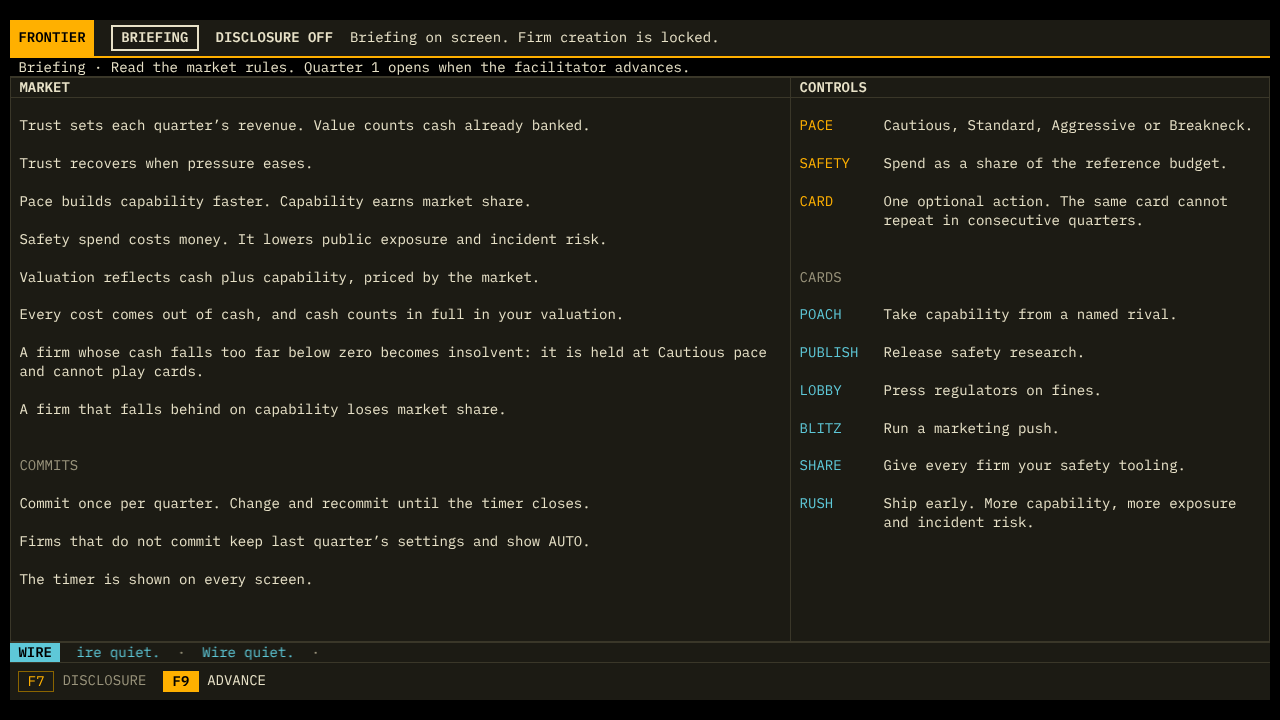 FRONTIER BRIEFING DISCLOSURE OFF Briefing on screen. Firm creation is locked.
Briefing · Read the market rules. Quarter 1 opens when the facilitator advances.
MARKET
Trust sets each quarter’s revenue. Value counts cash already banked.
Trust recovers when pressure eases.
Pace builds capability faster. Capability earns market share.
Safety spend costs money. It lowers public exposure and incident risk.
Valuation reflects cash plus capability, priced by the market.
Every cost comes out of cash, and cash counts in full in your valuation.
A firm whose cash falls too far below zero becomes insolvent: it is held at Cautious pace
and cannot play cards.
A firm that falls behind on capability loses market share.
COMMITS
Commit once per quarter. Change and recommit until the timer closes.
Firms that do not commit keep last quarter’s settings and show AUTO.
The timer is shown on every screen.
CONTROLS
PACE Cautious, Standard, Aggressive or Breakneck.
SAFETY Spend as a share of the reference budget.
CARD One optional action. The same card cannot
repeat in consecutive quarters.
CARDS
POACH Take capability from a named rival.
PUBLISH Release safety research.
LOBBY Press regulators on fines.
BLITZ Run a marketing push.
SHARE Give every firm your safety tooling.
RUSH Ship early. More capability, more exposure
and incident risk.
WIRE ire quiet. · Wire quiet. ·
F7 DISCLOSURE F9 ADVANCE